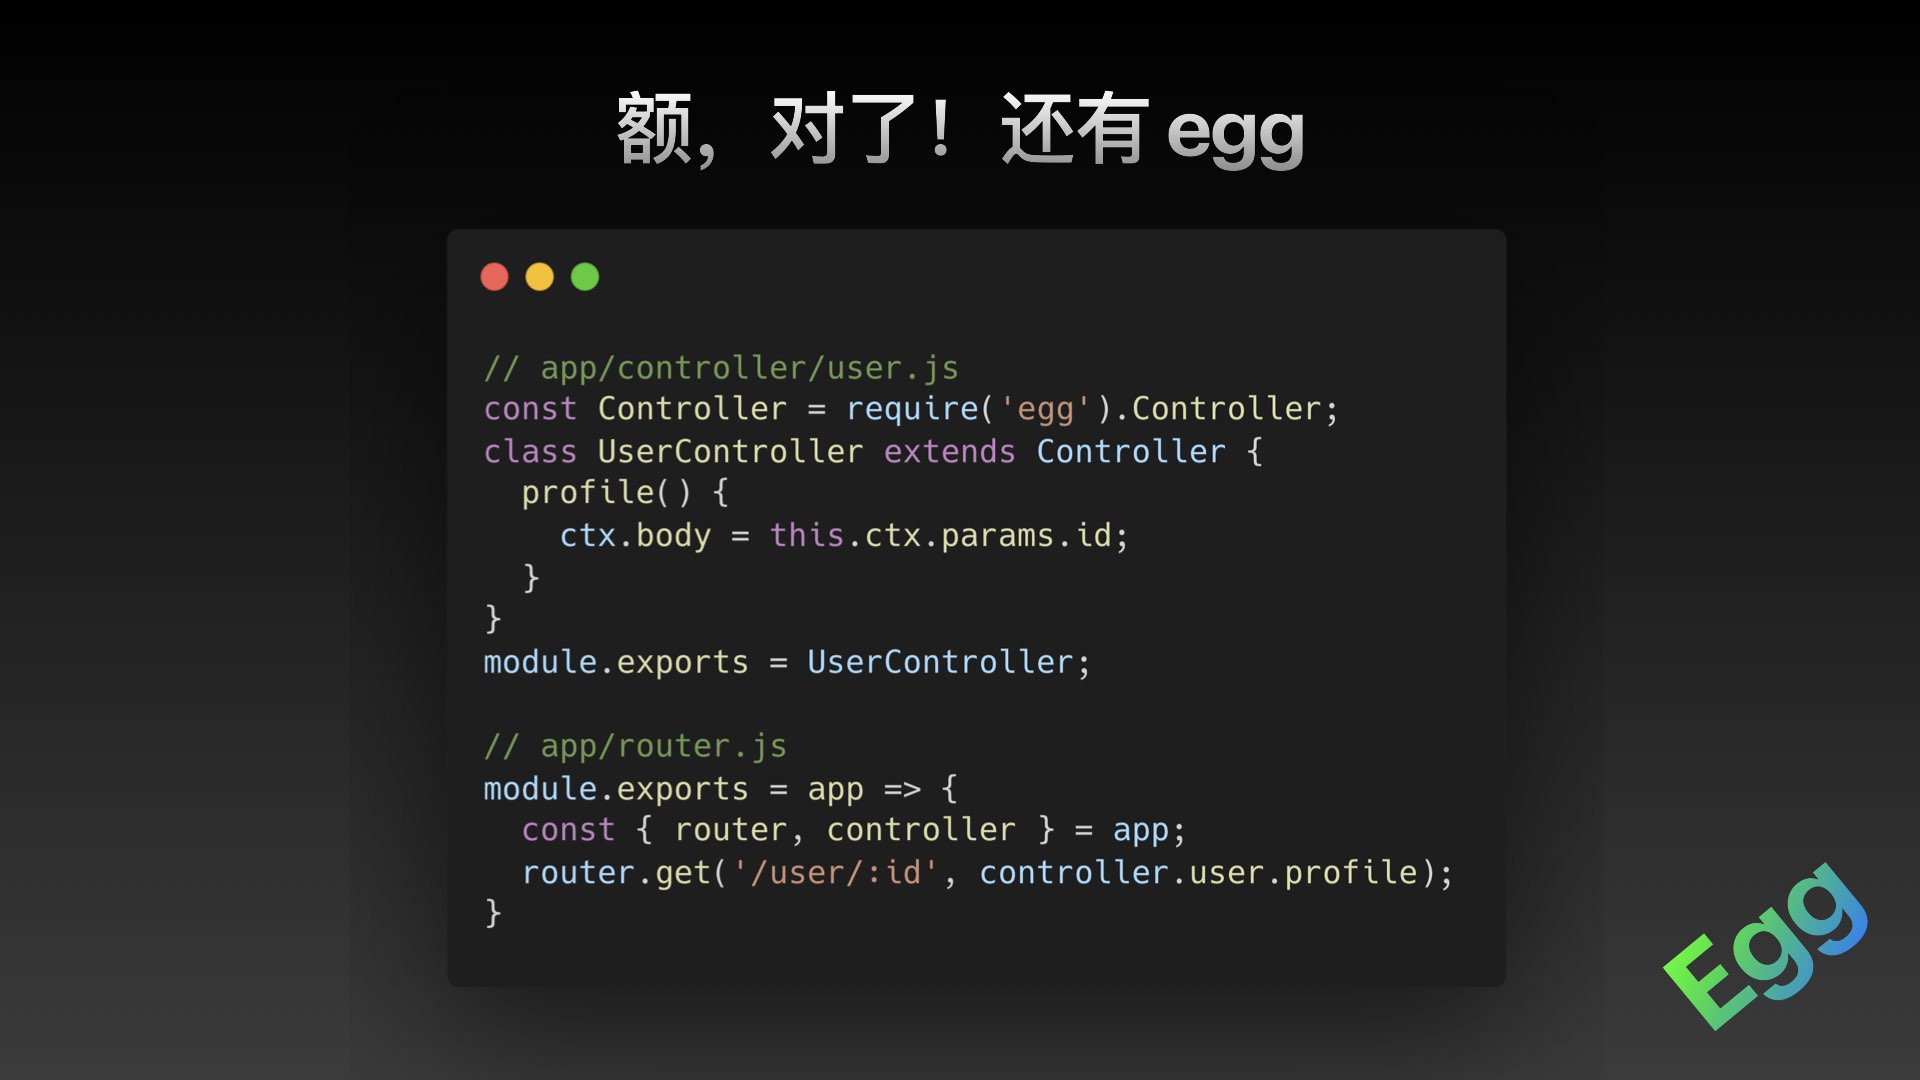 额，对了！还有 egg
// app/controller/user.js
const Controller = require('egg').Controller;
class UserController extends Controller {
  profile() {
    ctx.body = this.ctx.params.id;
  }
}
module.exports = UserController;
// app/router.js
module.exports = app => {
  const { router, controller } = app;
  router.get('/user/:id', controller.user.profile);
}
Egg